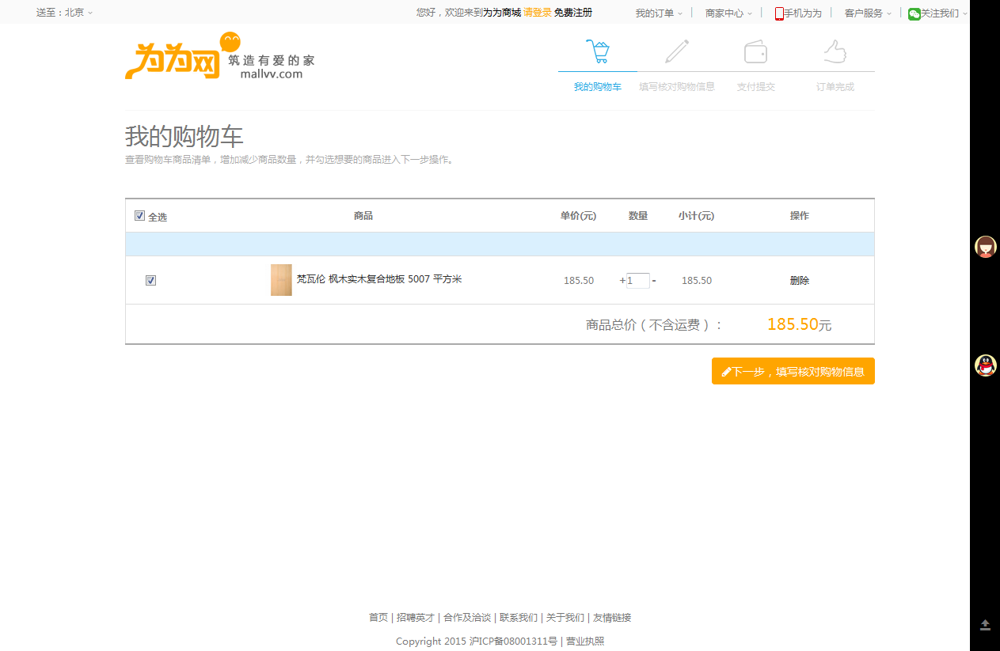 送至：北京
您好，欢迎来到为为商城 请登录 免费注册
我的订单 商家中心 手机为为 客户服务 关注我们
为为网 筑造有爱的家
mallvv.com
我的购物车 填写核对购物信息 支付提交 订单完成
我的购物车
查看购物车商品清单，增加减少商品数量，并勾选想要的商品进入下一步操作。
全选 商品 单价(元) 数量 小计(元) 操作
梵瓦伦 枫木实木复合地板 5007 平方米 185.50 +1 - 185.50 删除
商品总价（不含运费）： 185.50元
下一步，填写核对购物信息
首页 | 招聘英才 | 合作及洽谈 | 联系我们 | 关于我们 | 友情链接
Copyright 2015 沪ICP备08001311号 | 营业执照